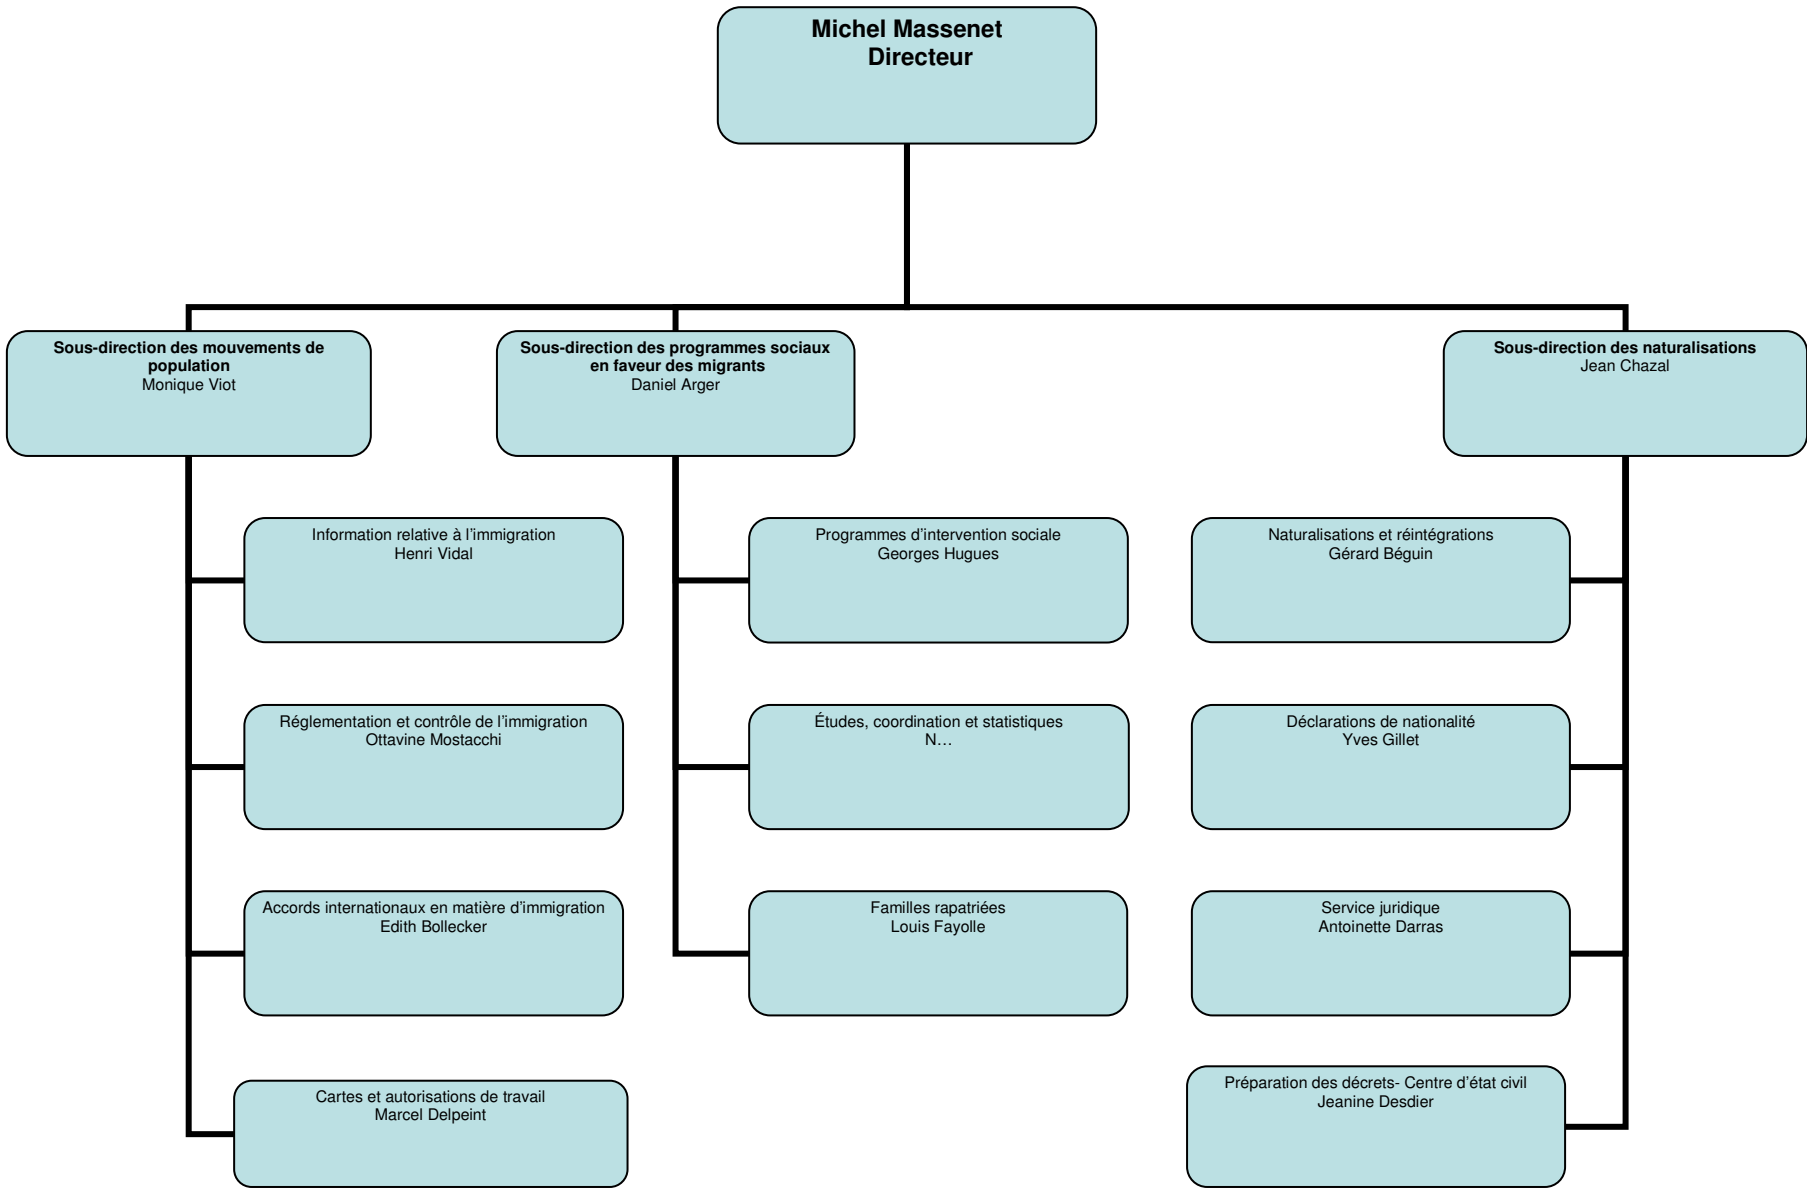 Michel Massenet
Directeur
Sous-direction des mouvements de
population
Monique Viot
Sous-direction des programmes sociaux
en faveur des migrants
Daniel Arger
Sous-direction des naturalisations
Jean Chazal
Information relative à l’immigration
Henri Vidal
Programmes d’intervention sociale
Georges Hugues
Naturalisations et réintégrations
Gérard Béguin
Réglementation et contrôle de l’immigration
Ottavine Mostacchi
Études, coordination et statistiques
N…
Déclarations de nationalité
Yves Gillet
Accords internationaux en matière d’immigration
Edith Bollecker
Familles rapatriées
Louis Fayolle
Service juridique
Antoinette Darras
Cartes et autorisations de travail
Marcel Delpeint
Préparation des décrets- Centre d’état civil
Jeanine Desdier